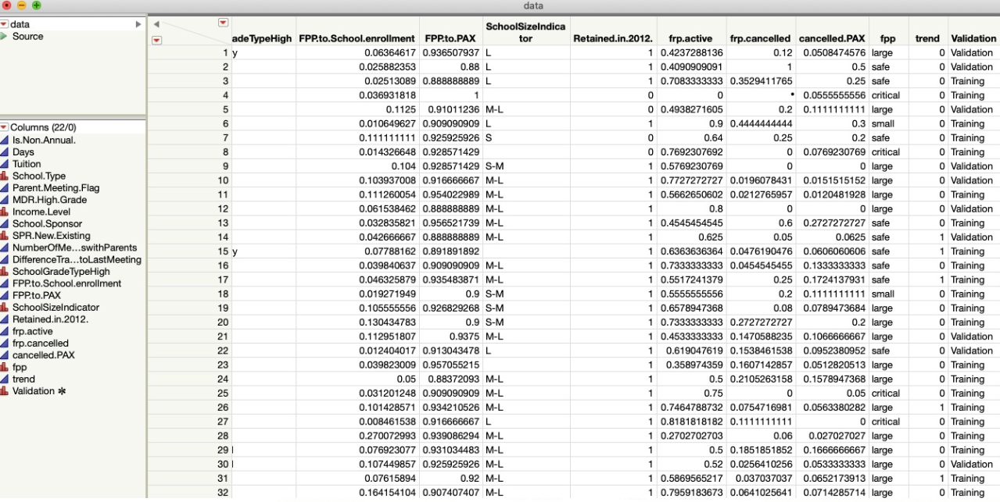 data
data
Source
Columns (22/0)
Is.Non.Annual.
Days
Tuition
School.Type
Parent.Meeting.Flag
MDR.High.Grade
Income.Level
School.Sponsor
SPR.New.Existing
NumberOfMe...swithParents
DifferenceTra...toLastMeeting
SchoolGradeTypeHigh
FPP.to.School.enrollment
FPP.to.PAX
SchoolSizeIndicator
Retained.in.2012.
frp.active
frp.cancelled
cancelled.PAX
fpp
trend
Validation
adeTypeHigh FPP.to.School.enrollment FPP.to.PAX SchoolSizeIndica
tor Retained.in.2012. frp.active frp.cancelled cancelled.PAX fpp trend Validation
1 y 0.06364617 0.936507937 L 1 0.4237288136 0.12 0.0508474576 large 0 Validation
2 0.025882353 0.88 L 1 0.4090909091 1 0.5 safe 0 Validation
3 0.02513089 0.888888889 L 1 0.7083333333 0.3529411765 0.25 safe 0 Training
4 0.036931818 1 0 0 • 0.0555555556 critical 0 Training
5 0.1125 0.91011236 M-L 0 0.4938271605 0.2 0.1111111111 large 0 Validation
6 0.010649627 0.909090909 L 1 0.9 0.4444444444 0.3 small 0 Training
7 0.111111111 0.925925926 S 0 0.64 0.25 0.2 safe 0 Training
8 0.014326648 0.928571429 0 0.7692307692 0 0.0769230769 critical 0 Training
9 0.104 0.928571429 S-M 1 0.5769230769 0 0 large 0 Validation
10 0.103937008 0.916666667 M-L 1 0.7727272727 0.0196078431 0.0151515152 large 0 Validation
11 0.111260054 0.954022989 M-L 1 0.5662650602 0.0212765957 0.0120481928 large 0 Training
12 0.061538462 0.888888889 M-L 1 0.8 0 0 large 0 Validation
13 0.032835821 0.956521739 M-L 1 0.4545454545 0.6 0.2727272727 safe 0 Training
14 0.042666667 0.888888889 M-L 1 0.625 0.05 0.0625 safe 1 Validation
15 y 0.07788162 0.891891892 1 0.6363636364 0.0476190476 0.0606060606 safe 1 Training
16 0.039840637 0.909090909 M-L 1 0.7333333333 0.0454545455 0.1333333333 safe 0 Training
17 0.046325879 0.935483871 M-L 1 0.5517241379 0.25 0.1724137931 safe 1 Training
18 0.019271949 0.9 S-M 1 0.5555555556 0.2 0.1111111111 small 0 Training
19 0.105555556 0.926829268 S-M 1 0.6578947368 0.08 0.0789473684 large 0 Training
20 0.130434783 0.9 S-M 1 0.7333333333 0.2727272727 0.2 large 0 Training
21 0.112951807 0.9375 M-L 1 0.4533333333 0.1470588235 0.1066666667 large 0 Validation
22 0.012404017 0.913043478 L 1 0.619047619 0.1538461538 0.0952380952 safe 0 Validation
23 0.039823009 0.957055215 1 0.358974359 0.1607142857 0.0512820513 large 0 Training
24 0.05 0.88372093 M-L 1 0.5 0.2105263158 0.1578947368 large 0 Training
25 0.031201248 0.909090909 M-L 1 0.75 0 0.05 critical 0 Training
26 0.101428571 0.934210526 M-L 1 0.7464788732 0.0754716981 0.0563380282 large 1 Training
27 0.008461538 0.916666667 L 1 0.8181818182 0.1111111111 0 critical 0 Training
28 0.270072993 0.939086294 M-L 1 0.2702702703 0.06 0.027027027 large 0 Training
29 l 0.076923077 0.931034483 M-L 1 0.5 0.1851851852 0.1666666667 large 0 Training
30 l 0.107449857 0.925925926 M-L 1 0.52 0.0256410256 0.0533333333 large 0 Validation
31 0.07615894 0.92 M-L 1 0.5869565217 0.037037037 0.0652173913 large 1 Training
32 0.164154104 0.907407407 M-L 1 0.7959183673 0.0641025641 0.0714285714 large 0 Training